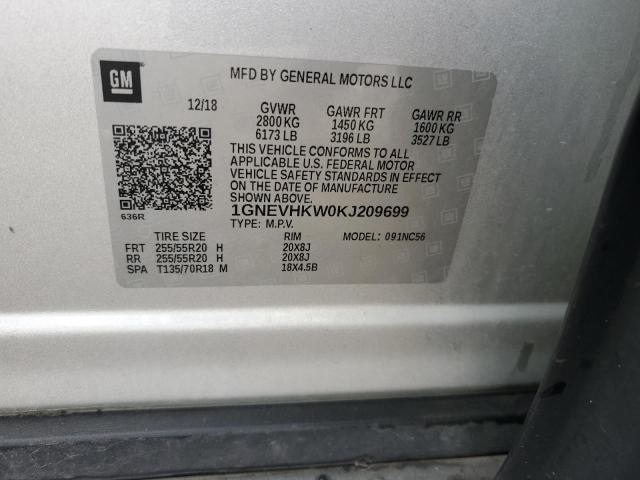 GM
MFD BY GENERAL MOTORS LLC
12/18 GVWR GAWR FRT GAWR RR
2800 KG 1450 KG 1600 KG
6173 LB 3196 LB 3527 LB
THIS VEHICLE CONFORMS TO ALL
APPLICABLE U.S. FEDERAL MOTOR
VEHICLE SAFETY STANDARDS IN EFFECT
ON THE DATE OF MANUFACTURE SHOWN ABOVE.
636R 1GNEVHKW0KJ209699
TYPE: M.P.V.
TIRE SIZE RIM MODEL: 091NC56
FRT 255/55R20 H 20X8J
RR 255/55R20 H 20X8J
SPA T135/70R18 M 18X4.5B